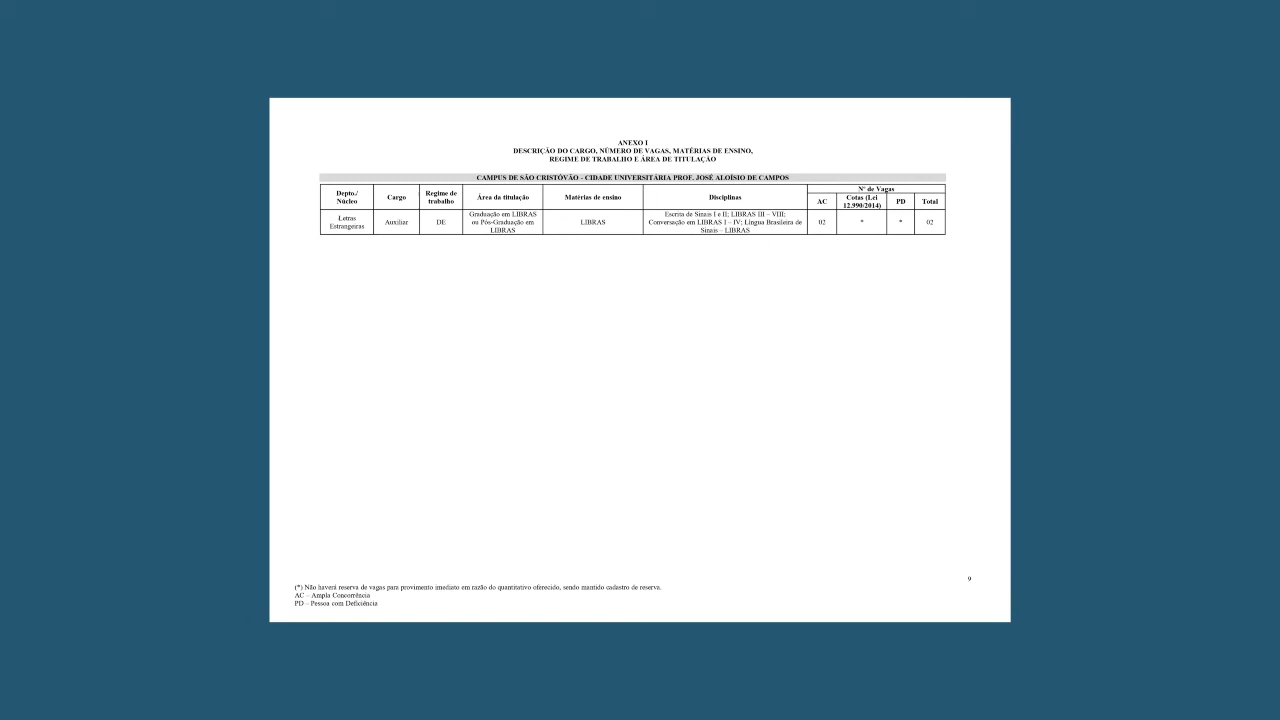 ANEXO I
DESCRIÇÃO DO CARGO, NÚMERO DE VAGAS, MATÉRIAS DE ENSINO,
REGIME DE TRABALHO E ÁREA DE TITULAÇÃO
CAMPUS DE SÃO CRISTÓVÃO - CIDADE UNIVERSITÁRIA PROF. JOSÉ ALOÍSIO DE CAMPOS
Depto./
Núcleo
Cargo
Regime de
trabalho
Área da titulação
Matérias de ensino
Disciplinas
Nº de Vagas
AC
Cotas (Lei
12.990/2014)
PD
Total
Letras
Estrangeiras
Auxiliar
DE
Graduação em LIBRAS
ou Pós-Graduação em
LIBRAS
LIBRAS
Escrita de Sinais I e II; LIBRAS III – VIII;
Conversação em LIBRAS I – IV; Língua Brasileira de
Sinais – LIBRAS
02
*
*
02
9
(*) Não haverá reserva de vagas para provimento imediato em razão do quantitativo oferecido, sendo mantido cadastro de reserva.
AC – Ampla Concorrência
PD – Pessoa com Deficiência